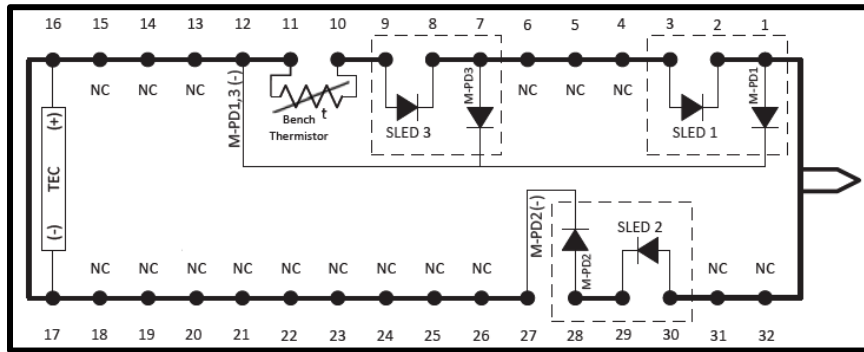 16 15 14 13 12 11 10 9 8 7 6 5 4 3 2 1
NC NC NC NC NC NC
M-PD1,3 (-)
t
Bench
Thermistor
SLED 3
M-PD3
SLED 1
M-PD1
(+)
TEC
(-)
M-PD2 (-)
M-PD2
SLED 2
NC NC NC NC NC NC NC NC NC NC NC
17 18 19 20 21 22 23 24 25 26 27 28 29 30 31 32